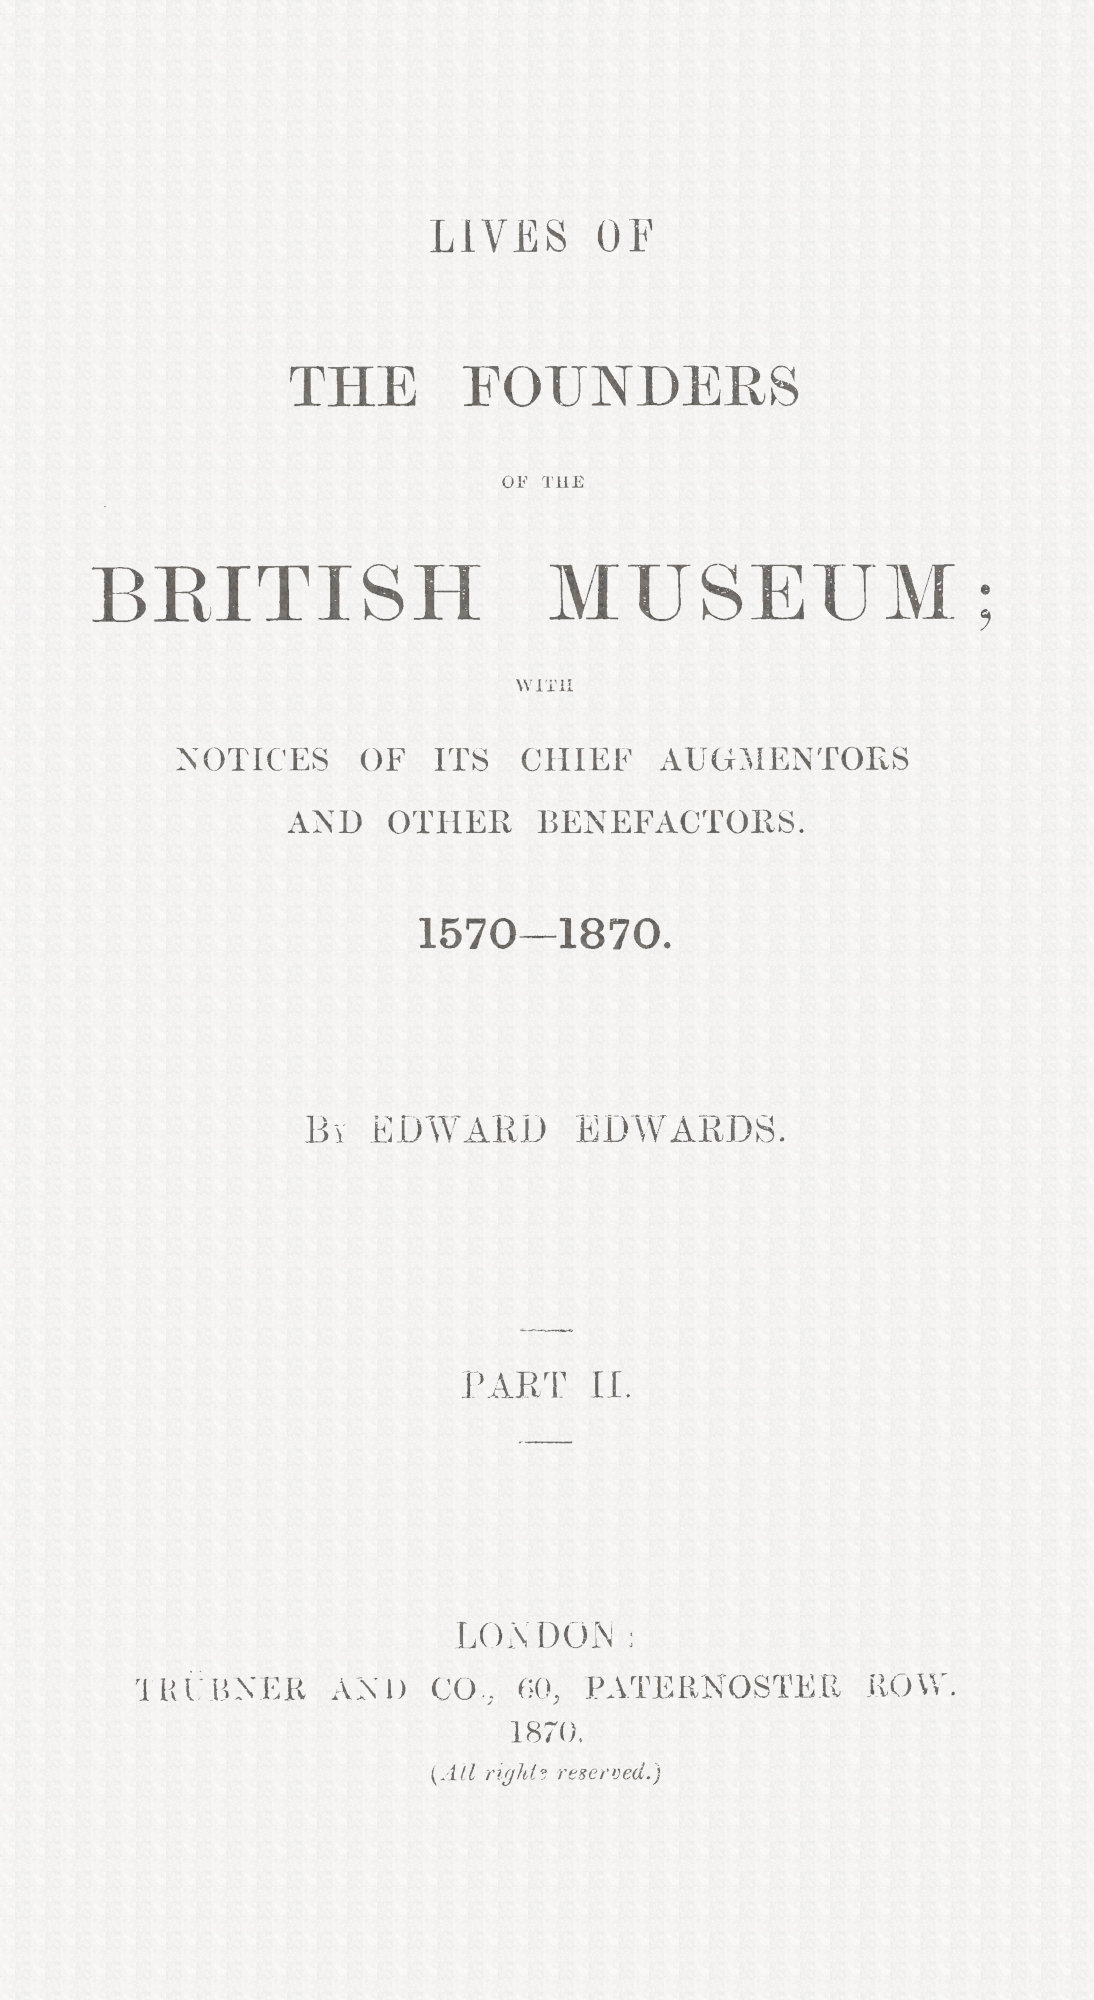 LIVES OF
THE FOUNDERS
OF THE
BRITISH MUSEUM;
WITH
NOTICES OF ITS CHIEF AUGMENTORS
AND OTHER BENEFACTORS.
1570—1870.
By EDWARD EDWARDS.
PART II.
LONDON:
TRÜBNER AND CO., 60, PATERNOSTER ROW.
1870.
(All rights reserved.)